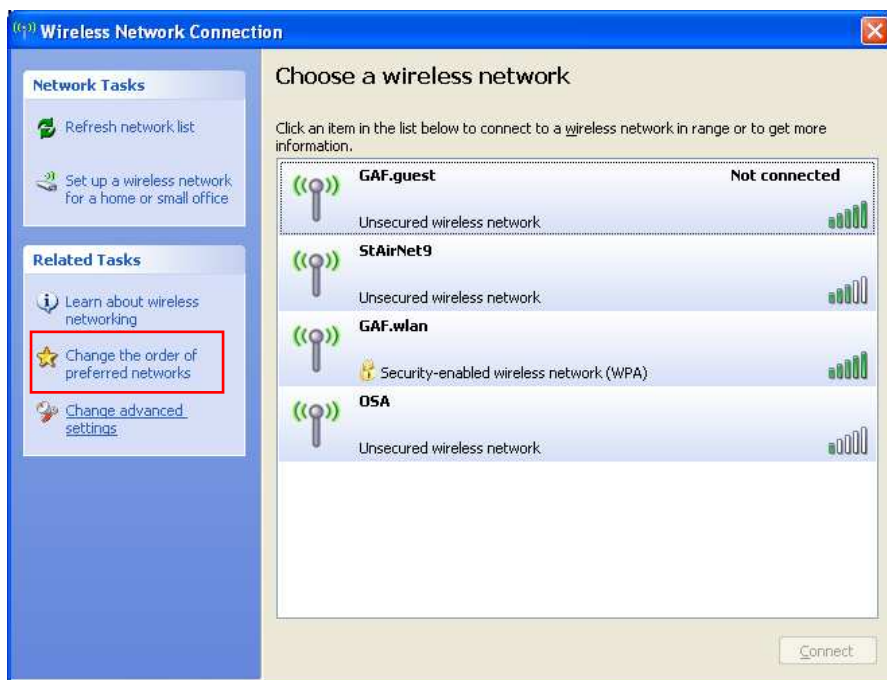 Wireless Network Connection
Network Tasks
Refresh network list
Set up a wireless network
for a home or small office
Related Tasks
Learn about wireless
networking
Change the order of
preferred networks
Change advanced
settings
Choose a wireless network
Click an item in the list below to connect to a wireless network in range or to get more
information.
GAF.guest Not connected
Unsecured wireless network
StAirNet9
Unsecured wireless network
GAF.wlan
Security-enabled wireless network (WPA)
OSA
Unsecured wireless network
Connect